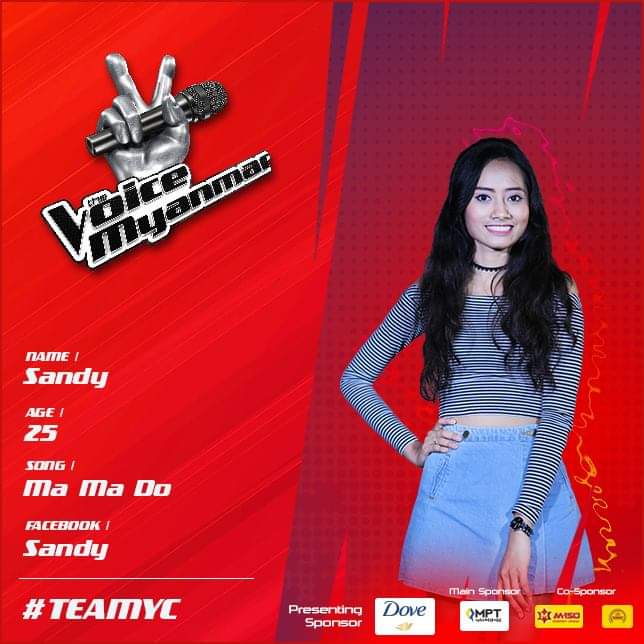 the
Voice
Myanmar
NAME /
Sandy
AGE /
25
SONG /
Ma Ma Do
FACEBOOK /
Sandy
#TEAMYC
Presenting
Sponsor
Dove
Main Sponsor
MPT
Co-Sponsor
M-150